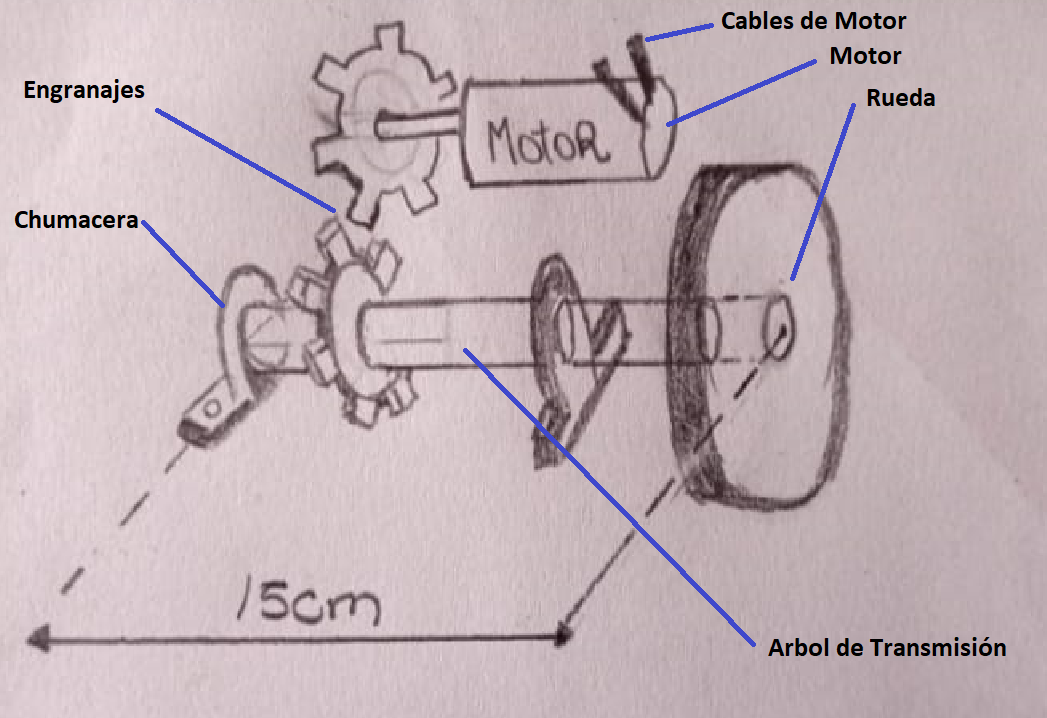 Cables de Motor
Motor
Engranajes
Rueda
MotoR
Chumacera
15cm
Arbol de Transmisión